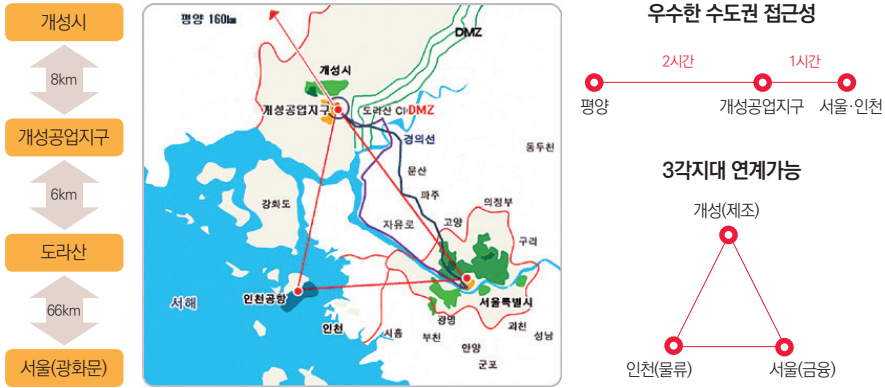 개성시
8km
개성공업지구
6km
도라산
66km
서울(광화문)
평양 160km
DMZ
개성시
개성공업지구
도라산 CIDMZ
경의선
동두천
문산
파주
의정부
강화도
자유로
고양
구리
인천공항
서울특별시
서해
인천
시흥
광명
부천
과천
성남
안양
군포
우수한 수도권 접근성
2시간
1시간
평양
개성공업지구
서울·인천
3각지대 연계가능
개성(제조)
인천(물류)
서울(금융)